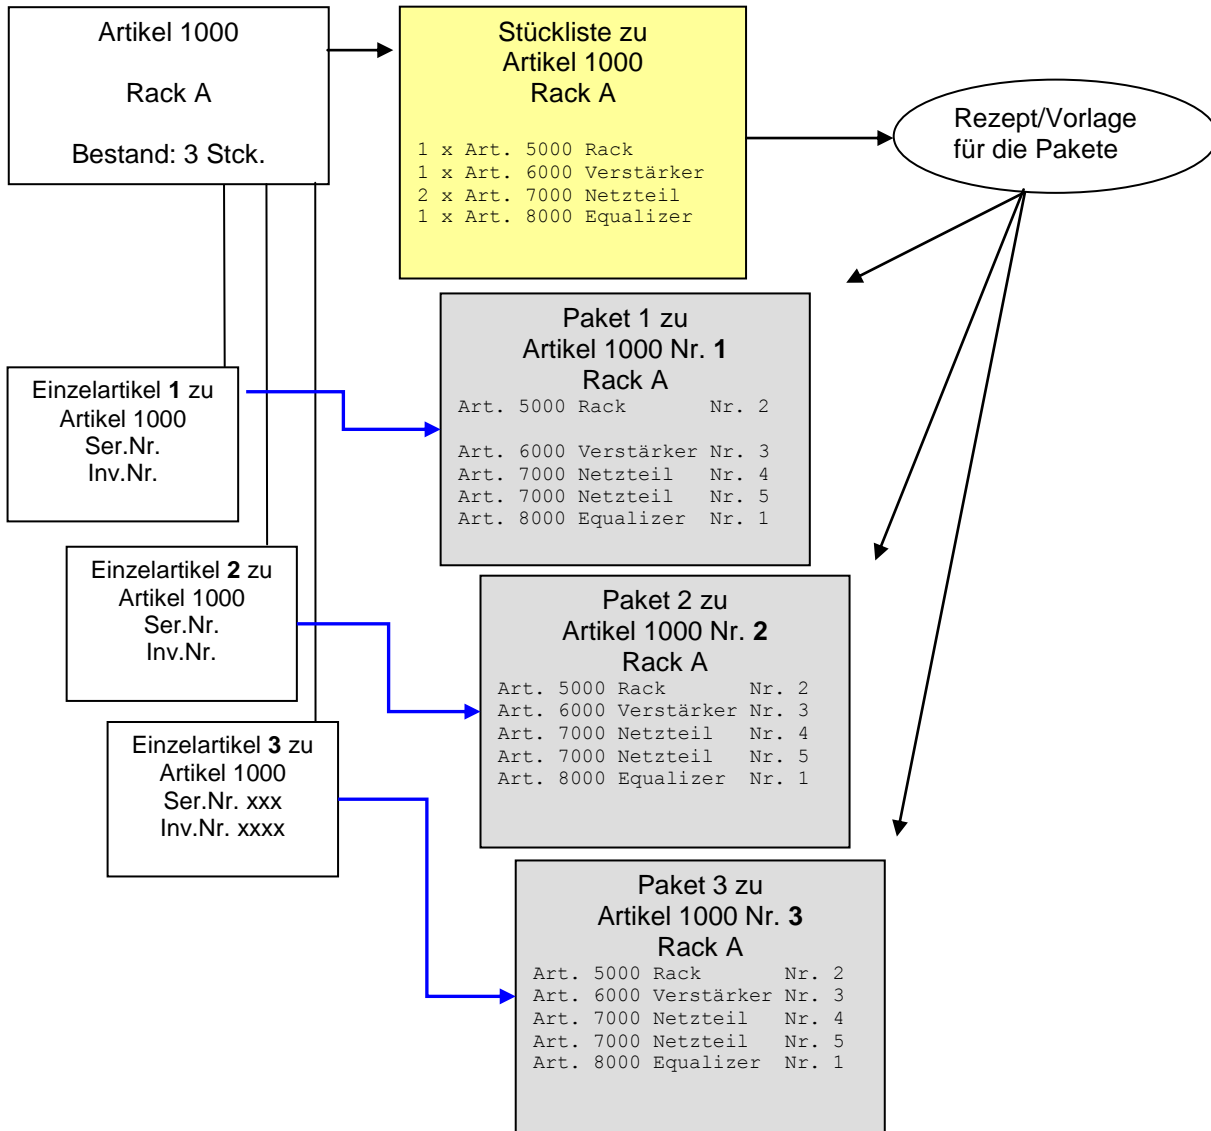 Artikel 1000
Rack A
Bestand: 3 Stck.
Stückliste zu
Artikel 1000
Rack A
1 x Art. 5000 Rack
1 x Art. 6000 Verstärker
2 x Art. 7000 Netzteil
1 x Art. 8000 Equalizer
Rezept/Vorlage
für die Pakete
Einzelartikel 1 zu
Artikel 1000
Ser.Nr.
Inv.Nr.
Paket 1 zu
Artikel 1000 Nr. 1
Rack A
Art. 5000 Rack Nr. 2
Art. 6000 Verstärker Nr. 3
Art. 7000 Netzteil Nr. 4
Art. 7000 Netzteil Nr. 5
Art. 8000 Equalizer Nr. 1
Einzelartikel 2 zu
Artikel 1000
Ser.Nr.
Inv.Nr.
Paket 2 zu
Artikel 1000 Nr. 2
Rack A
Art. 5000 Rack Nr. 2
Art. 6000 Verstärker Nr. 3
Art. 7000 Netzteil Nr. 4
Art. 7000 Netzteil Nr. 5
Art. 8000 Equalizer Nr. 1
Einzelartikel 3 zu
Artikel 1000
Ser.Nr. xxx
Inv.Nr. xxxx
Paket 3 zu
Artikel 1000 Nr. 3
Rack A
Art. 5000 Rack Nr. 2
Art. 6000 Verstärker Nr. 3
Art. 7000 Netzteil Nr. 4
Art. 7000 Netzteil Nr. 5
Art. 8000 Equalizer Nr. 1